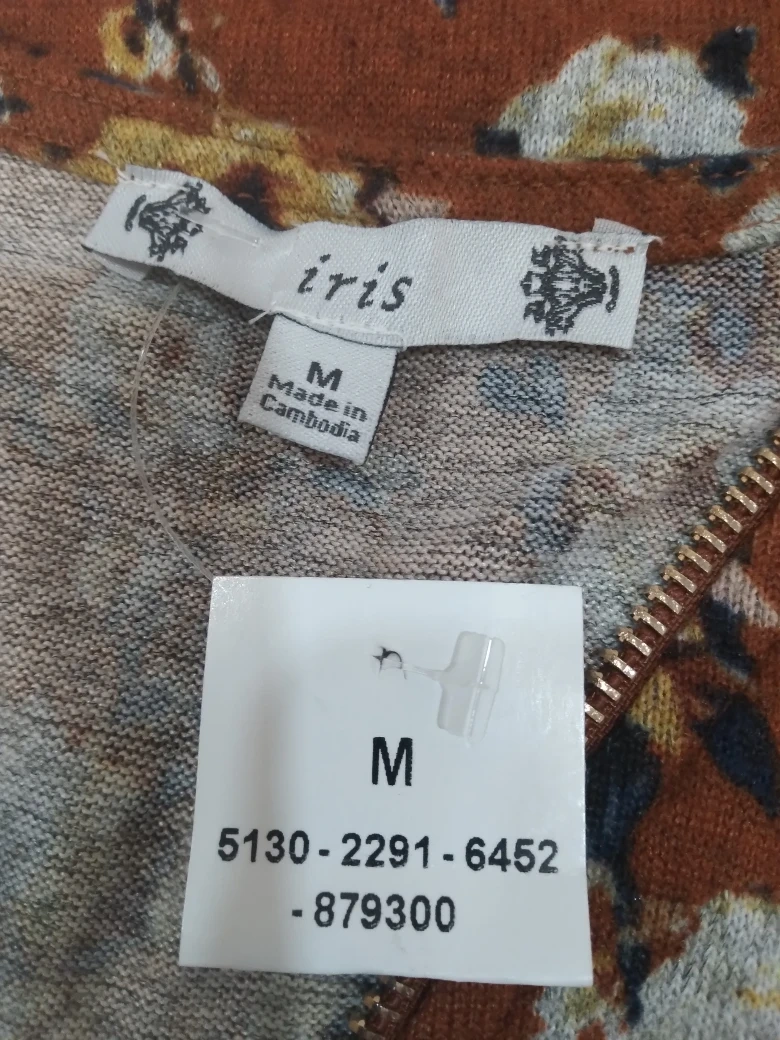 iris
M
Made in
Cambodia
M
5130 - 2291 - 6452
- 879300